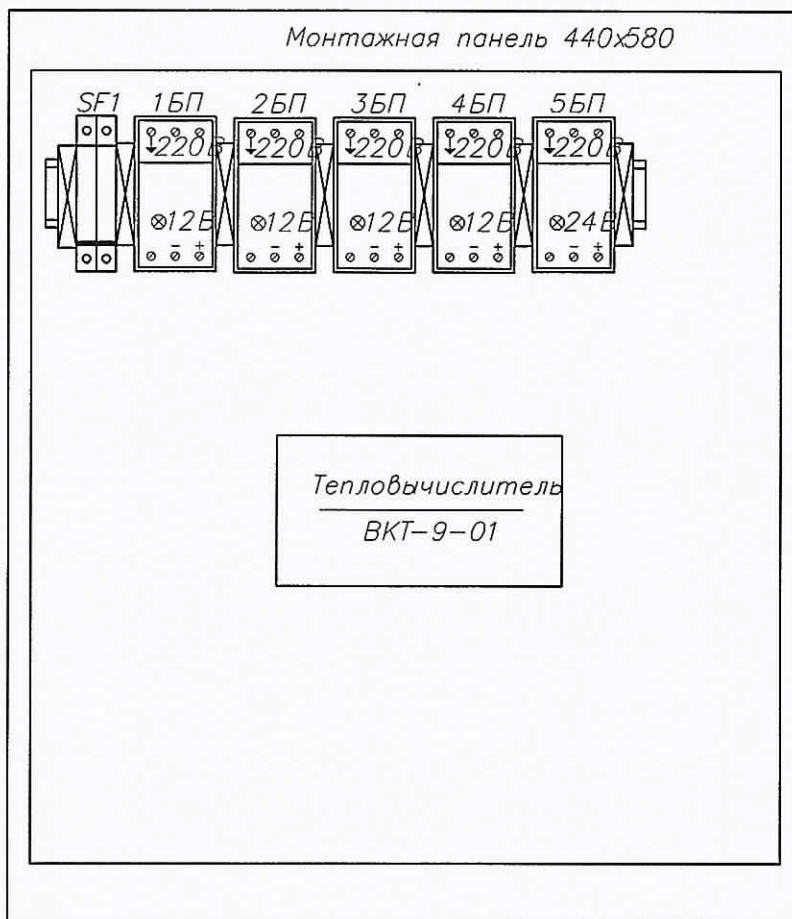 Монтажная панель 440х580
SF1 1БП 2БП 3БП 4БП 5БП
220В 220В 220В 220В 220В
12В 12В 12В 12В 24В
− + − + − + − + − +
Тепловычислитель
ВКТ-9-01